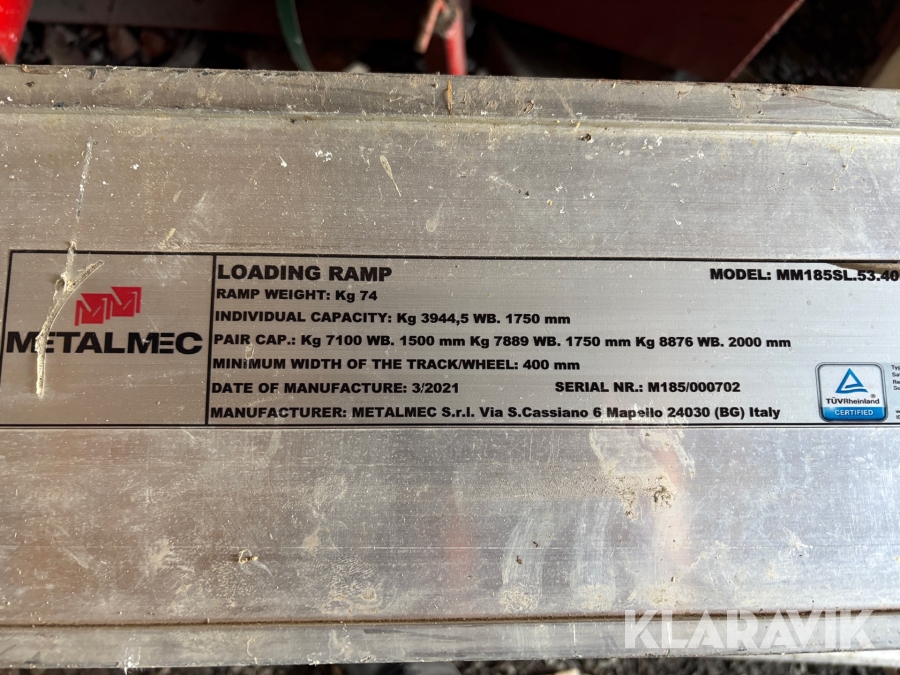 LOADING RAMP MODEL: MM185SL.53.40
RAMP WEIGHT: Kg 74
INDIVIDUAL CAPACITY: Kg 3944,5 WB. 1750 mm
METALMEC
PAIR CAP.: Kg 7100 WB. 1500 mm Kg 7889 WB. 1750 mm Kg 8876 WB. 2000 mm
MINIMUM WIDTH OF THE TRACK/WHEEL: 400 mm
DATE OF MANUFACTURE: 3/2021 SERIAL NR.: M185/000702
MANUFACTURER: METALMEC S.r.l. Via S.Cassiano 6 Mapello 24030 (BG) Italy
TÜVRheinland
CERTIFIED
KLARAVIK